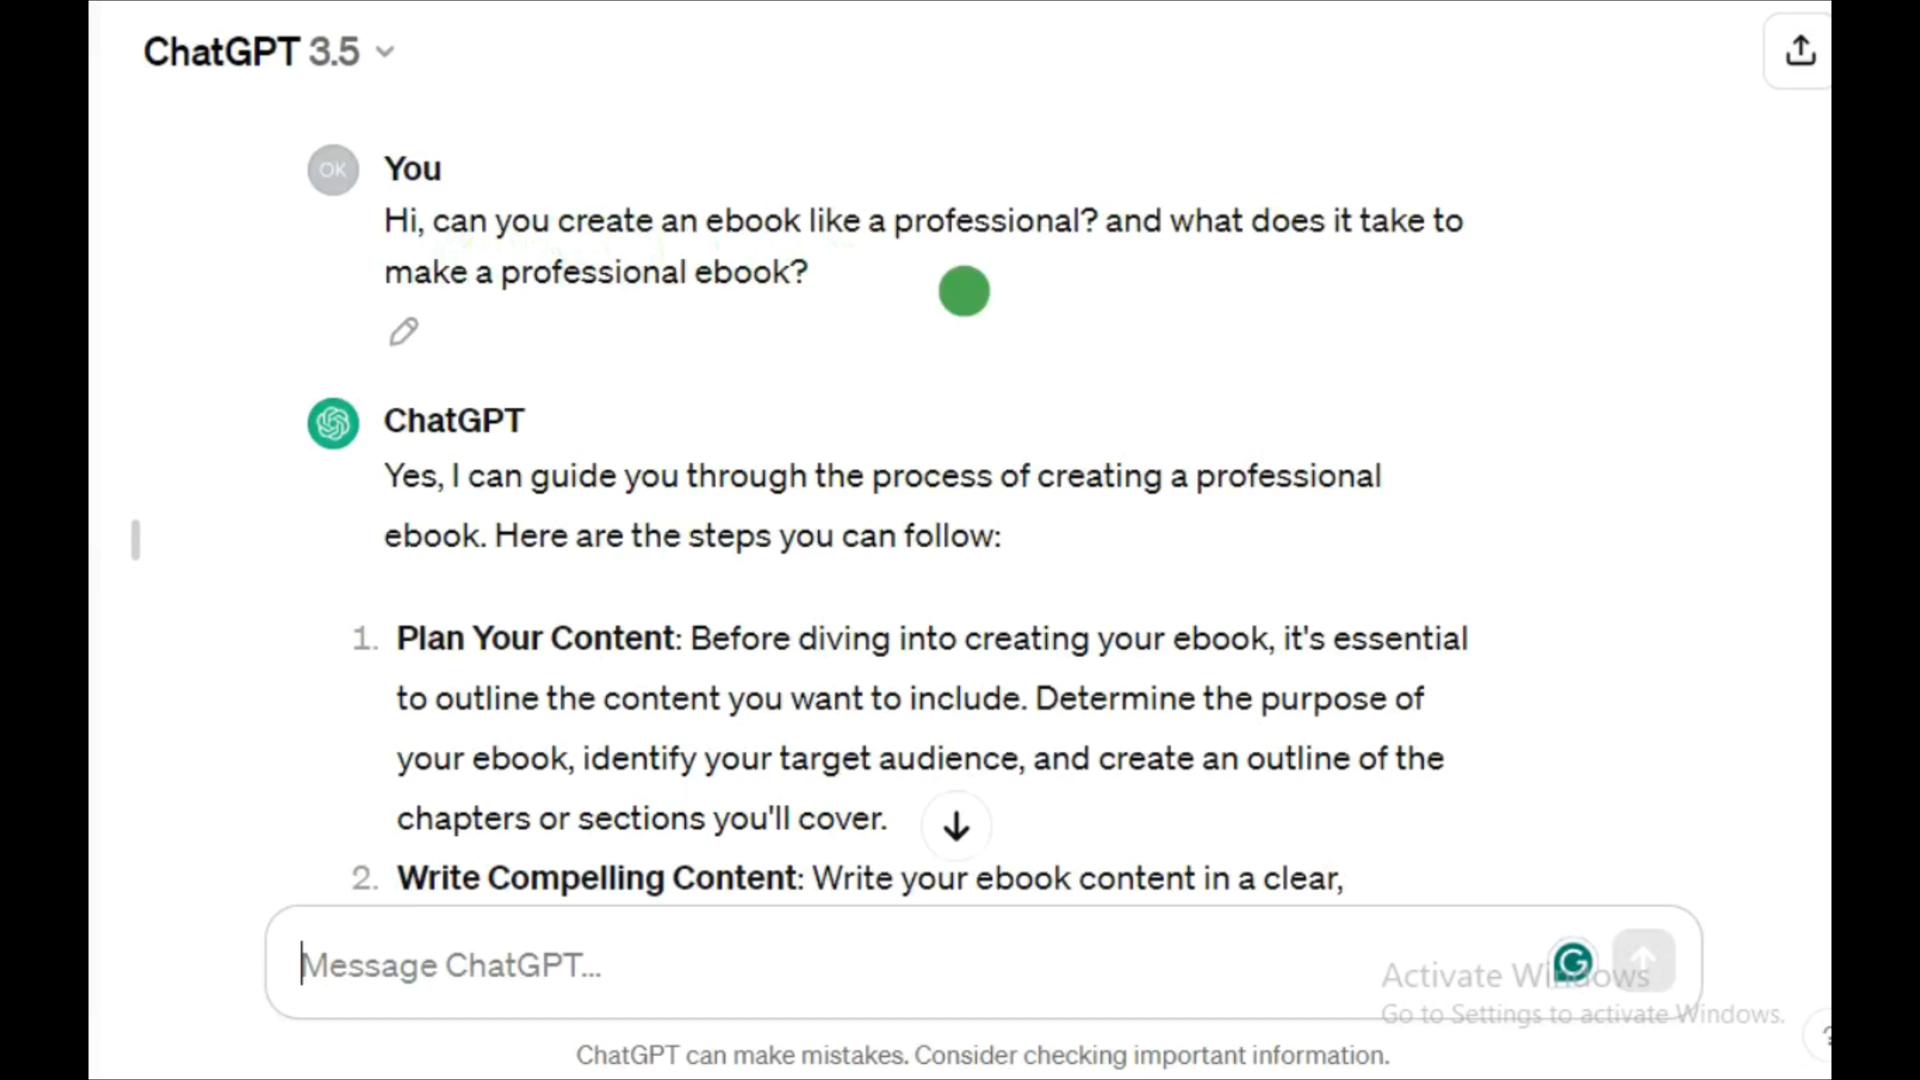 ChatGPT 3.5
OK
You
Hi, can you create an ebook like a professional? and what does it take to
make a professional ebook?
ChatGPT
Yes, I can guide you through the process of creating a professional
ebook. Here are the steps you can follow:
1. Plan Your Content: Before diving into creating your ebook, it's essential
to outline the content you want to include. Determine the purpose of
your ebook, identify your target audience, and create an outline of the
chapters or sections you'll cover.
2. Write Compelling Content: Write your ebook content in a clear,
Message ChatGPT...
Activate Windows
Go to Settings to activate Windows.
?
ChatGPT can make mistakes. Consider checking important information.